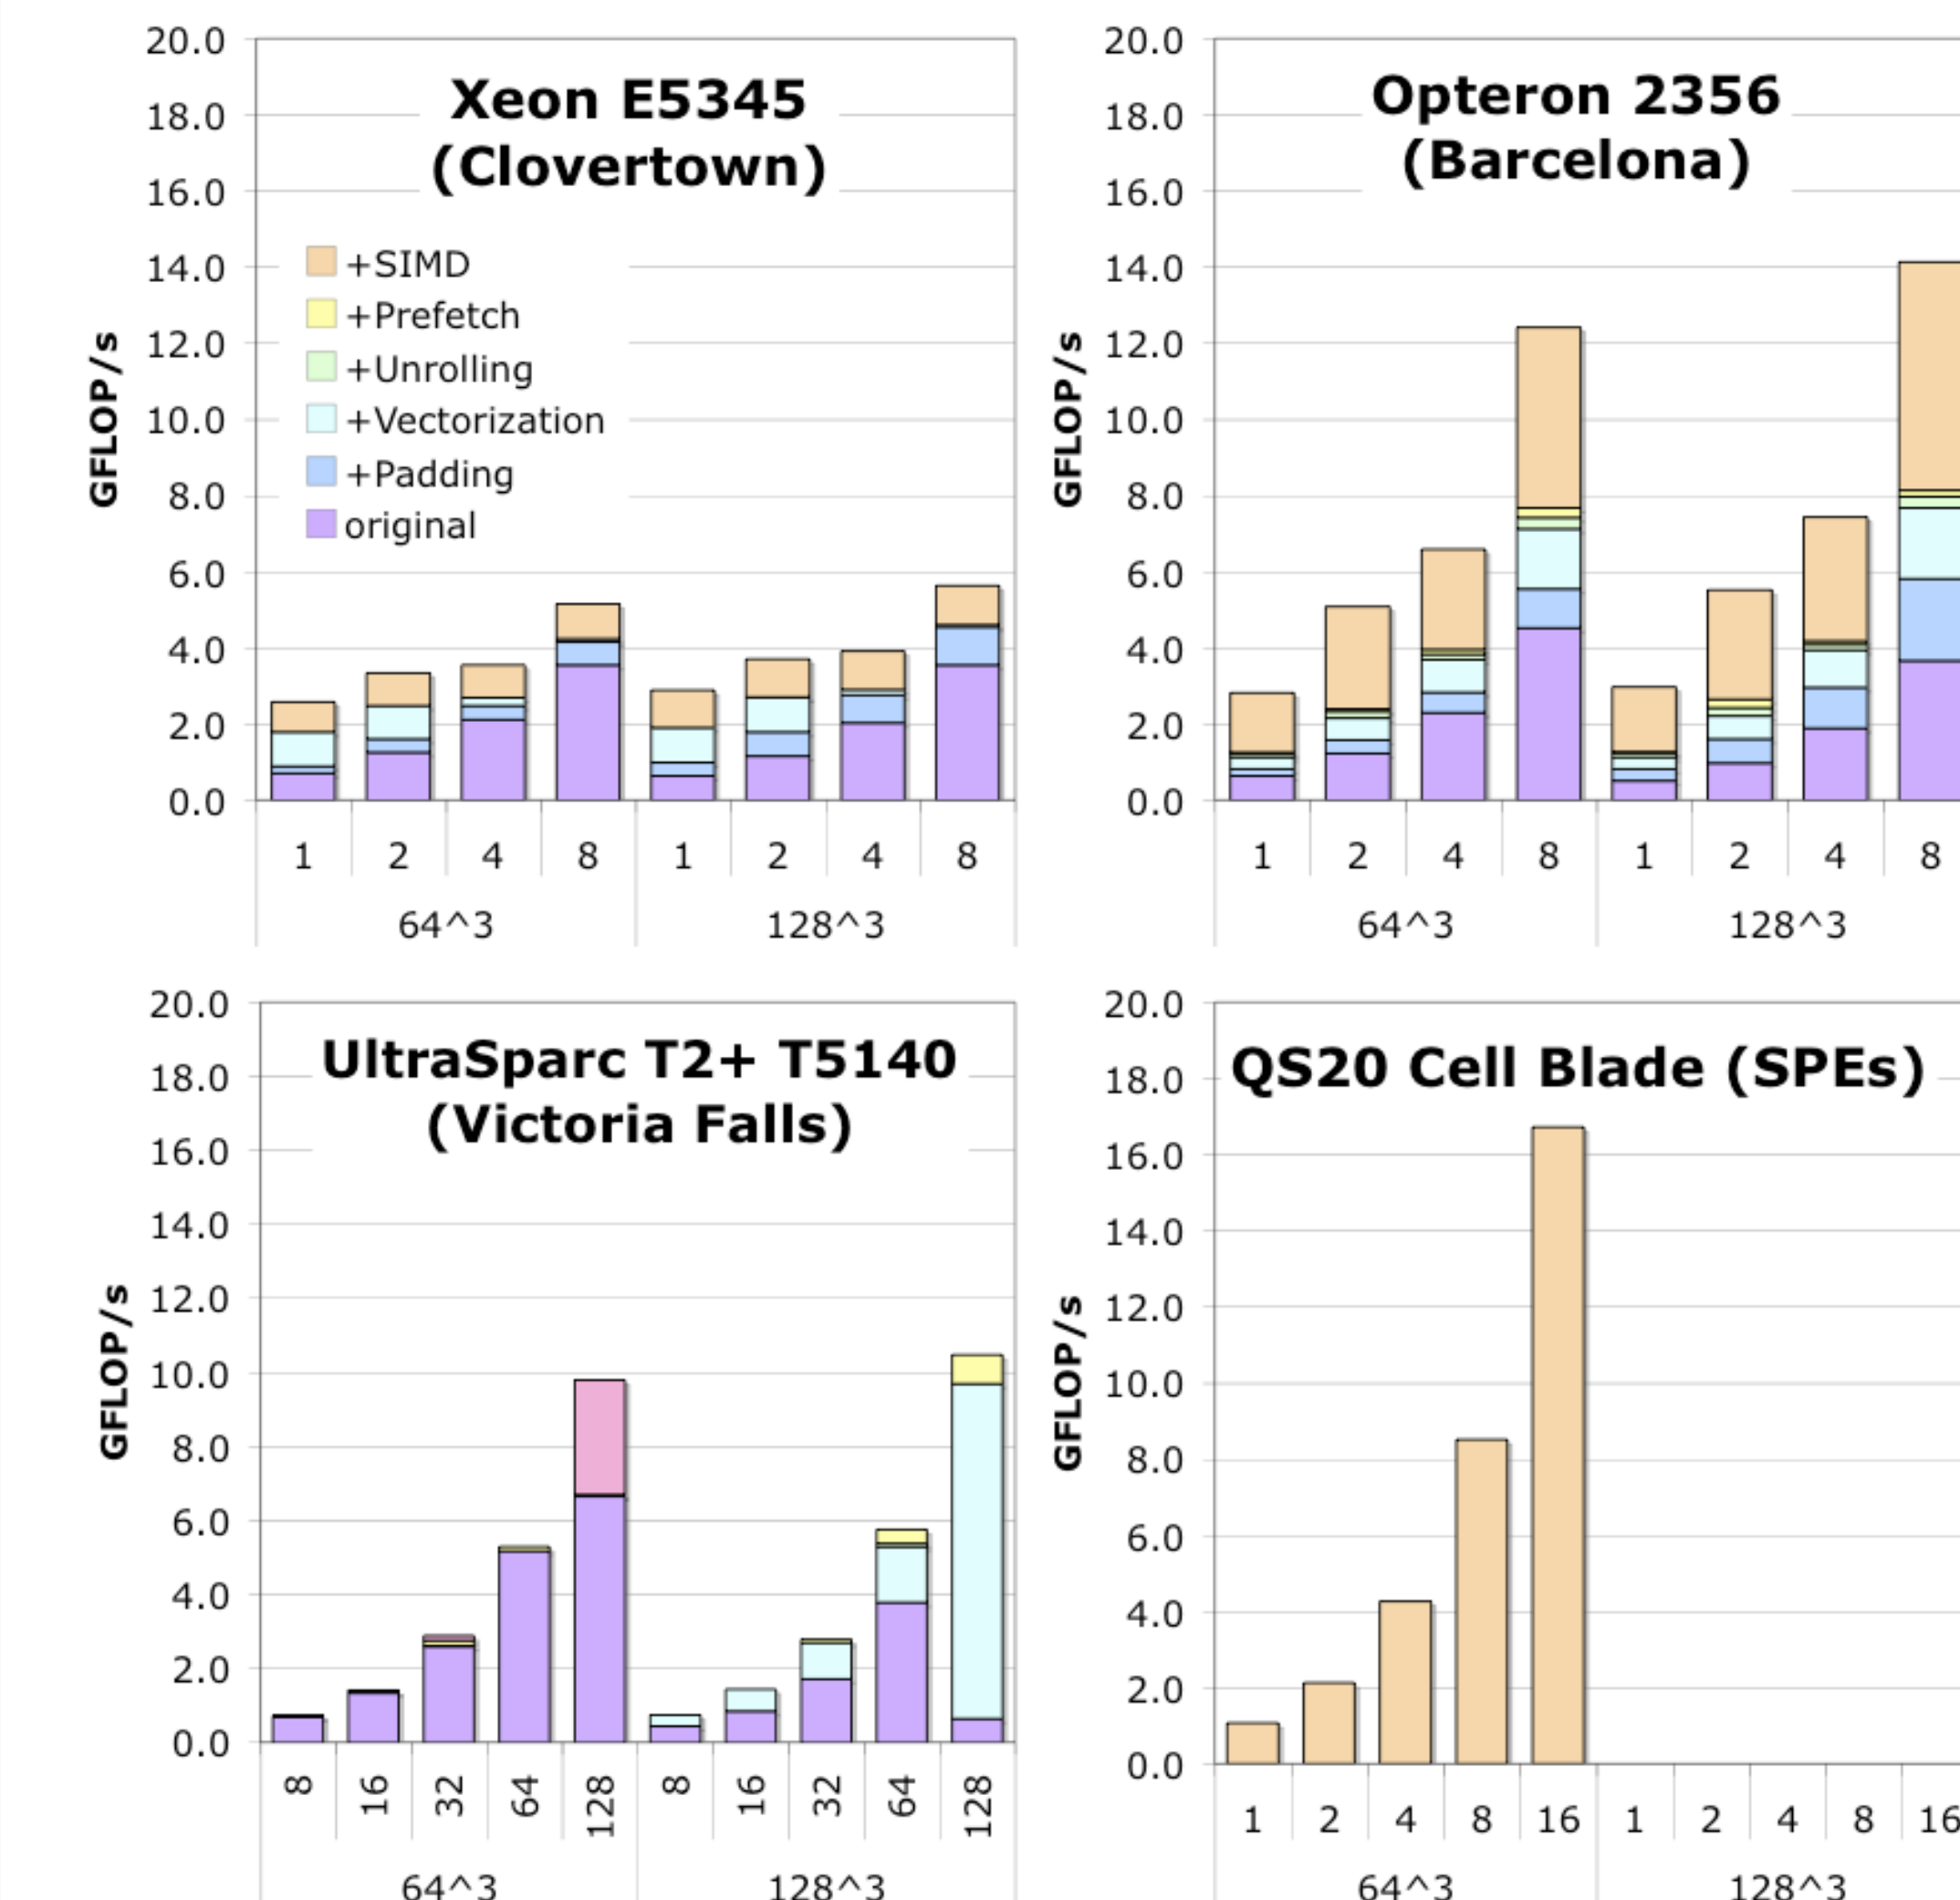 Xeon E5345
(Clovertown)
GFLOP/s
20.0
18.0
16.0
14.0
12.0
10.0
8.0
6.0
4.0
2.0
0.0
+SIMD
+Prefetch
+Unrolling
+Vectorization
+Padding
original
1 2 4 8 1 2 4 8
64^3 128^3
Opteron 2356
(Barcelona)
GFLOP/s
20.0
18.0
16.0
14.0
12.0
10.0
8.0
6.0
4.0
2.0
0.0
1 2 4 8 1 2 4 8
64^3 128^3
UltraSparc T2+ T5140
(Victoria Falls)
GFLOP/s
20.0
18.0
16.0
14.0
12.0
10.0
8.0
6.0
4.0
2.0
0.0
8 16 32 64 128 8 16 32 64 128
64^3 128^3
QS20 Cell Blade (SPEs)
GFLOP/s
20.0
18.0
16.0
14.0
12.0
10.0
8.0
6.0
4.0
2.0
0.0
1 2 4 8 16 1 2 4 8 16
64^3 128^3